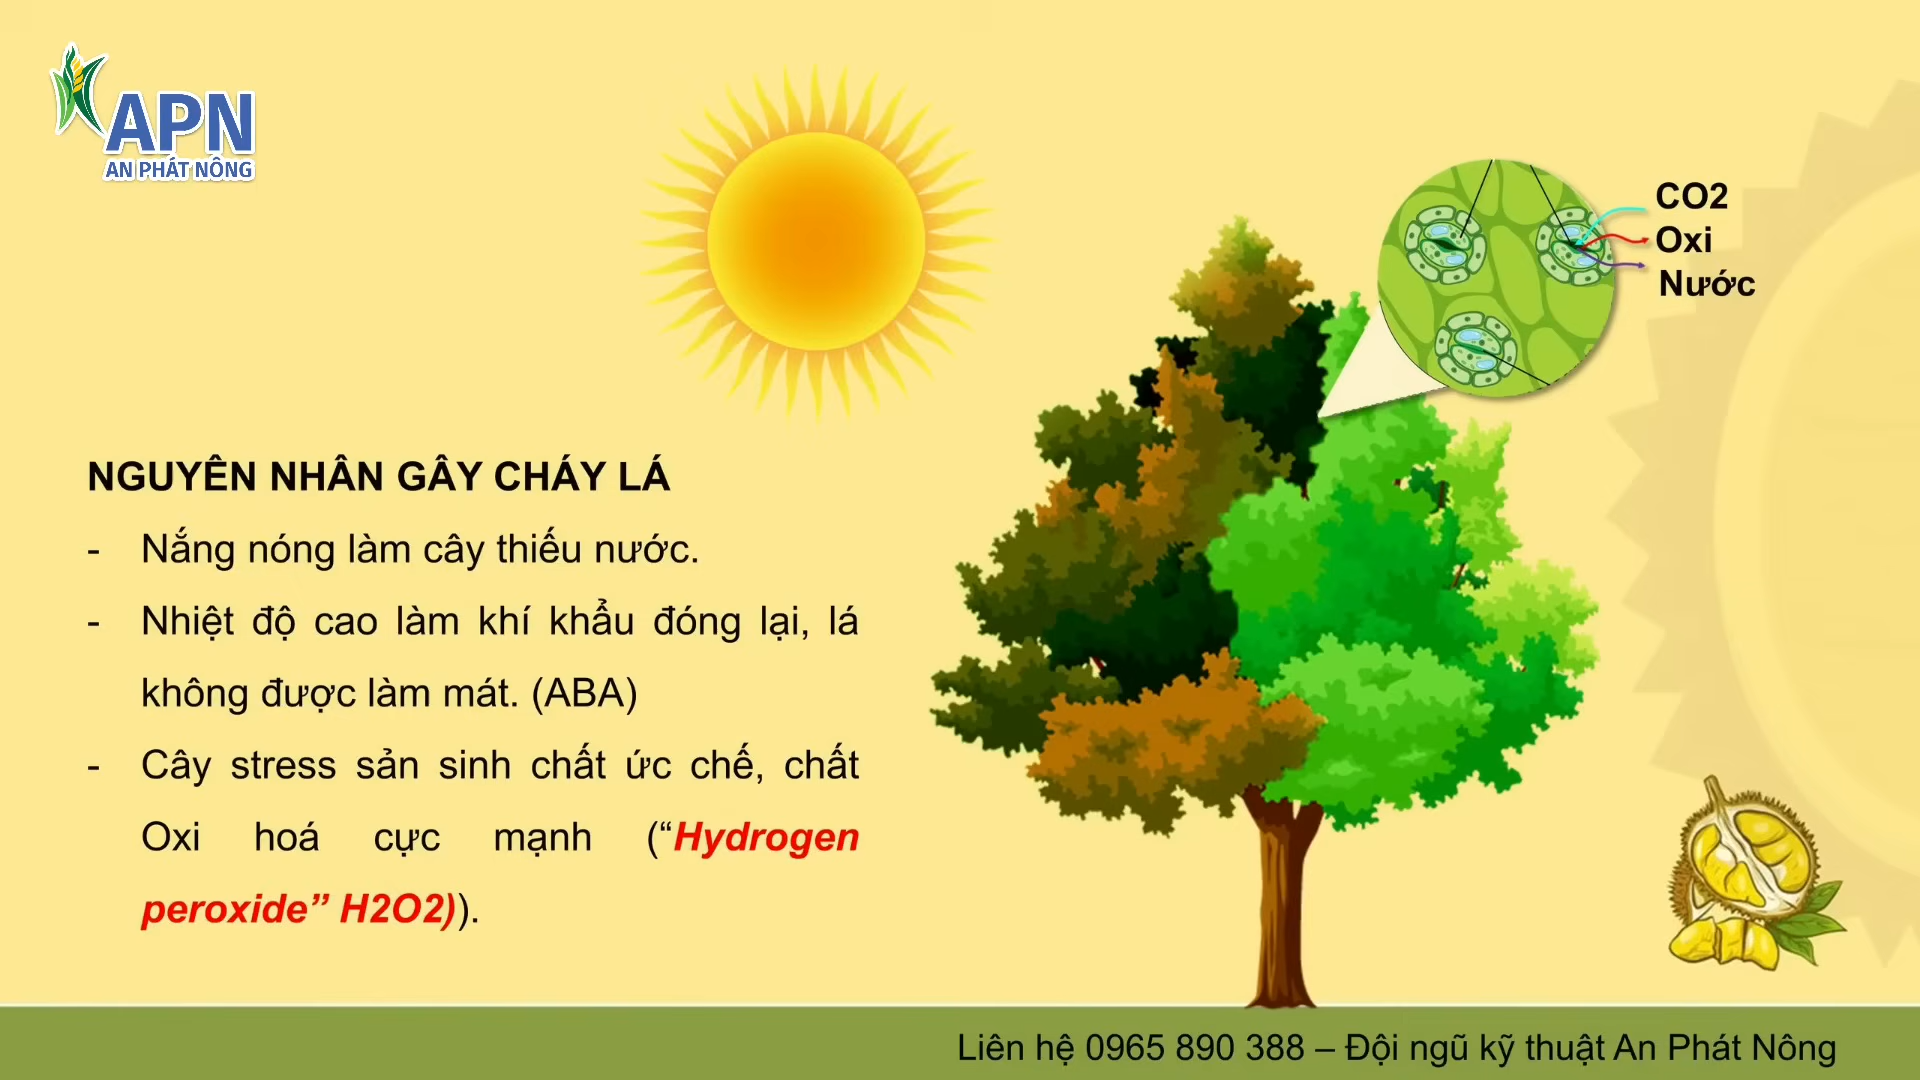 APN
AN PHÁT NÔNG
CO2
Oxi
Nước
NGUYÊN NHÂN GÂY CHÁY LÁ
- Nắng nóng làm cây thiếu nước.
- Nhiệt độ cao làm khí khẩu đóng lại, lá
không được làm mát. (ABA)
- Cây stress sản sinh chất ức chế, chất
Oxi hoá cực mạnh (“Hydrogen
peroxide” H2O2)).
Liên hệ 0965 890 388 – Đội ngũ kỹ thuật An Phát Nông